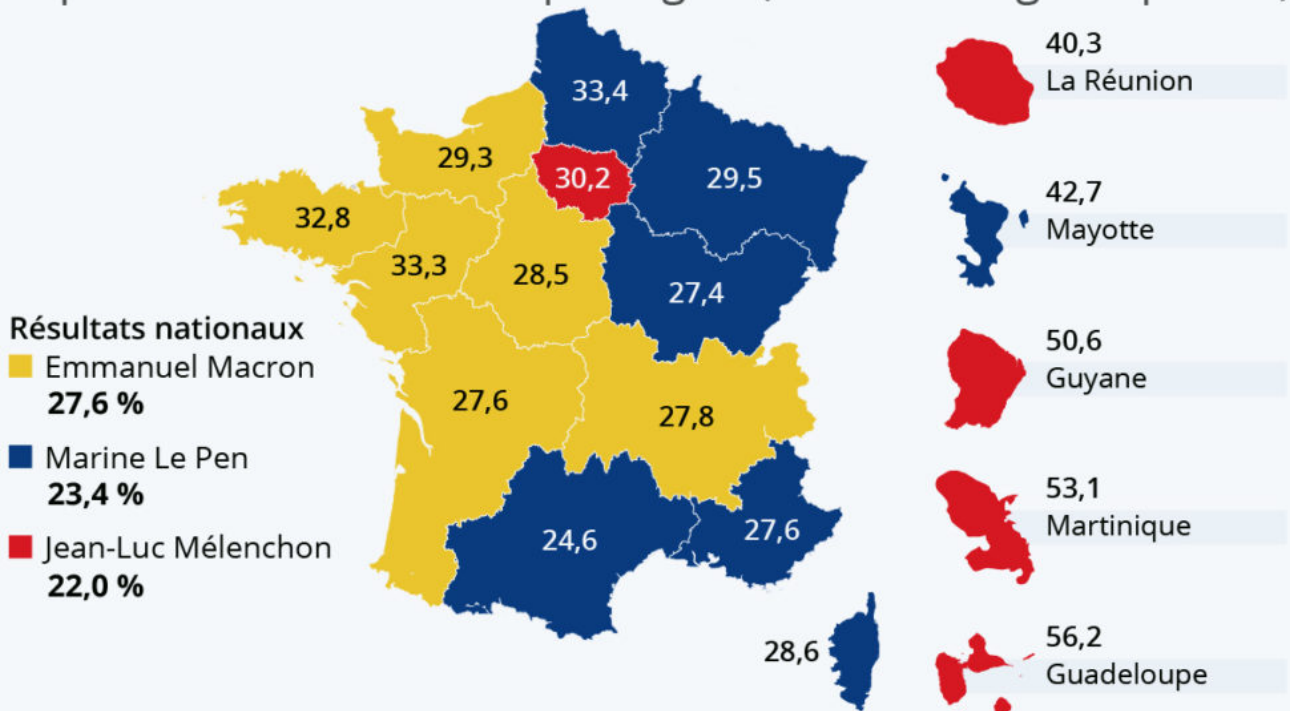 33,4
29,3
30,2
29,5
32,8
33,3
28,5
27,4
27,6
27,8
24,6
27,6
28,6
Résultats nationaux
Emmanuel Macron
27,6 %
Marine Le Pen
23,4 %
Jean-Luc Mélenchon
22,0 %
40,3
La Réunion
42,7
Mayotte
50,6
Guyane
53,1
Martinique
56,2
Guadeloupe